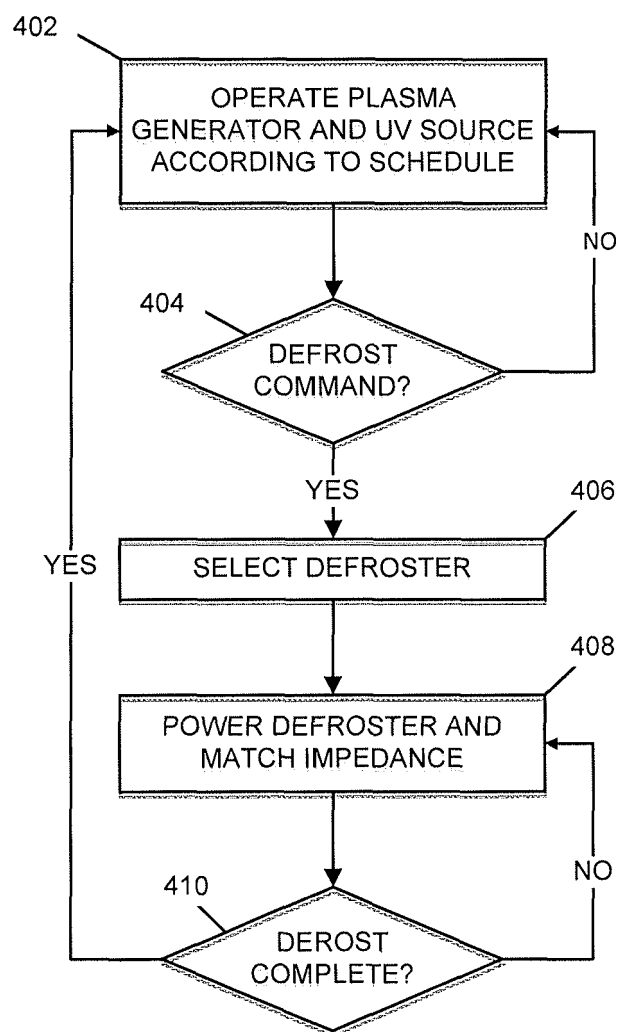 402
OPERATE PLASMA
GENERATOR AND UV SOURCE
ACCORDING TO SCHEDULE
NO
404
DEFROST
COMMAND?
YES
406
YES
SELECT DEFROSTER
408
POWER DEFROSTER AND
MATCH IMPEDANCE
NO
410
DEROST
COMPLETE?